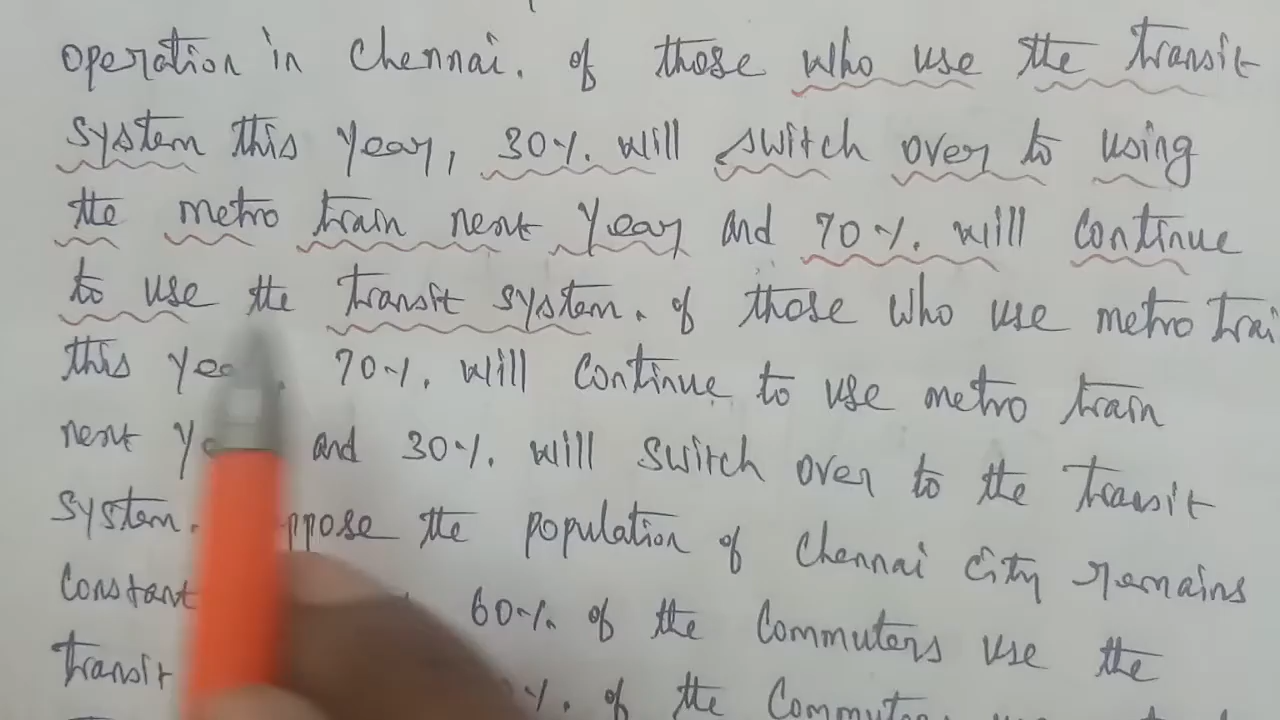 operation in Chennai. of those who use the transit
system this year, 30%. will switch over to using
the metro train next year and 70%. will continue
to use the transit system. of those who use metro trai
this 70%. will continue to use metro train
next and 30%. will switch over to the transit
system. the population of Chennai city remains
constant 60%. of the commuters use the
transit of the